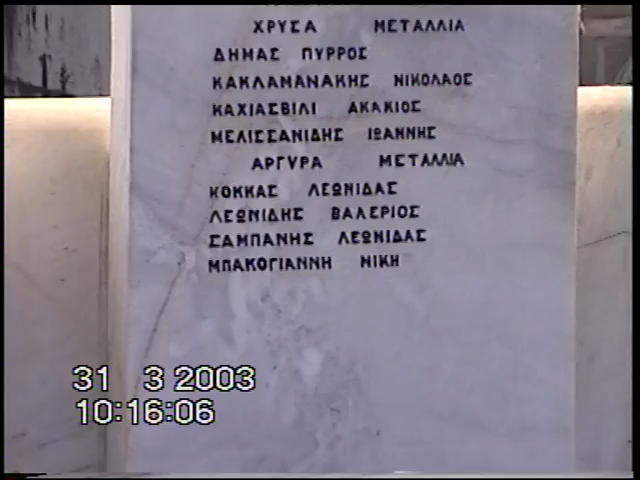 ΧΡΥΣΑ ΜΕΤΑΛΛΙΑ
ΔΗΜΑΣ ΠΥΡΡΟΣ
ΚΑΚΛΑΜΑΝΑΚΗΣ ΝΙΚΟΛΑΟΣ
ΚΑΧΙΑΣΒΙΛΙ ΑΚΑΚΙΟΣ
ΜΕΛΙΣΣΑΝΙΔΗΣ ΙΩΑΝΝΗΣ
ΑΡΓΥΡΑ ΜΕΤΑΛΛΙΑ
ΚΟΚΚΑΣ ΛΕΩΝΙΔΑΣ
ΛΕΩΝΙΔΗΣ ΒΑΛΕΡΙΟΣ
ΣΑΜΠΑΝΗΣ ΛΕΩΝΙΔΑΣ
ΜΠΑΚΟΓΙΑΝΝΗ ΝΙΚΗ
31 3 2003
10:16:06